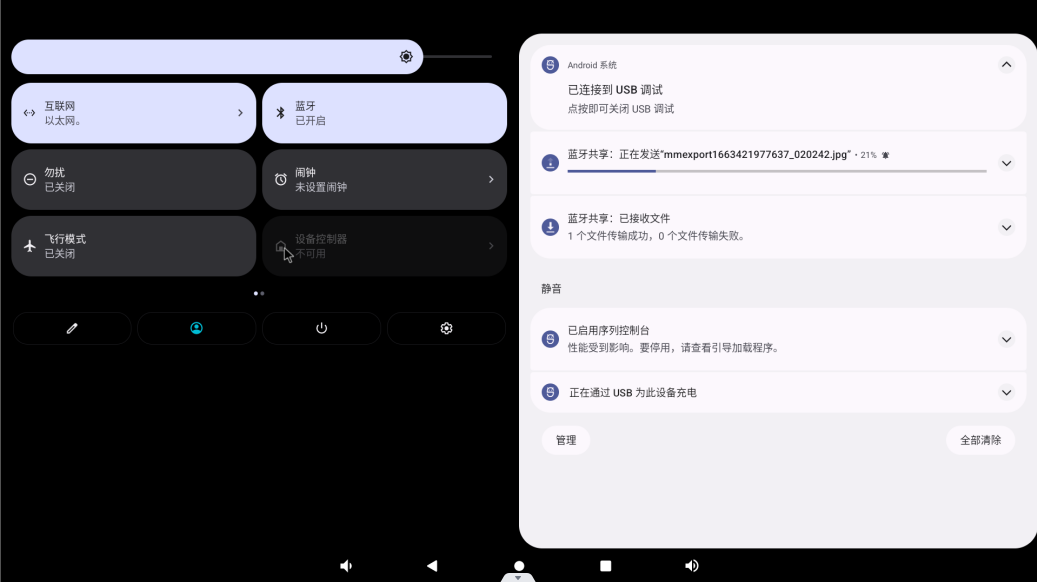 互联网
以太网。
蓝牙
已开启
勿扰
已关闭
闹钟
未设置闹钟
飞行模式
已关闭
设备控制器
不可用
Android 系统
已连接到 USB 调试
点按即可关闭 USB 调试
蓝牙共享：正在发送“mmexport1663421977637_020242.jpg” · 21%
蓝牙共享：已接收文件
1 个文件传输成功，0 个文件传输失败。
静音
已启用序列控制台
性能受到影响。要停用，请查看引导加载程序。
正在通过 USB 为此设备充电
管理
全部清除